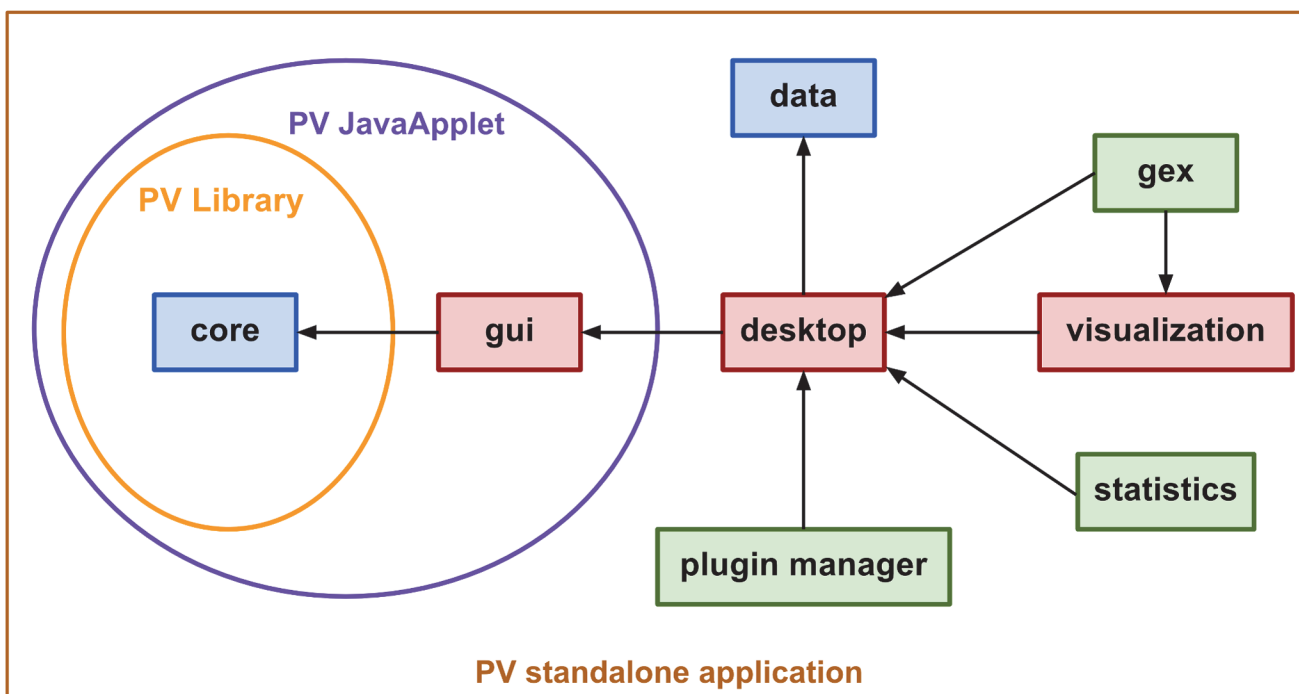 data
PV JavaApplet
gex
PV Library
core
gui
desktop
visualization
statistics
plugin manager
PV standalone application